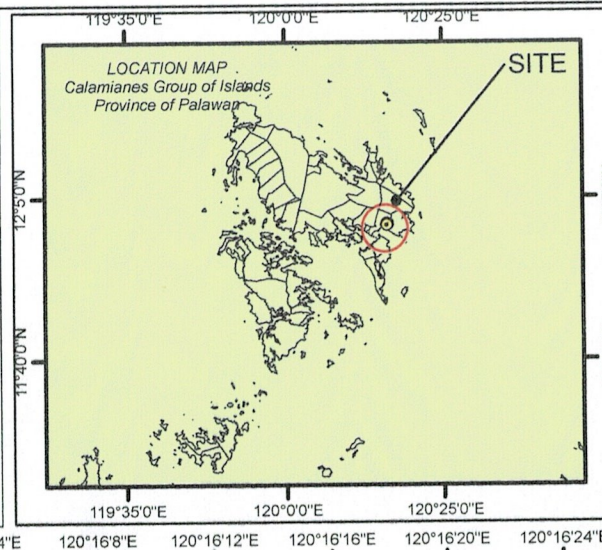 119°35'0"E 120°0'0"E 120°25'0"E
LOCATION MAP
Calamianes Group of Islands
Province of Palawan
SITE
12°5'0"N
11°40'0"N
119°35'0"E 120°0'0"E 120°25'0"E
4"E 120°16'8"E 120°16'12"E 120°16'16"E 120°16'20"E 120°16'24"E